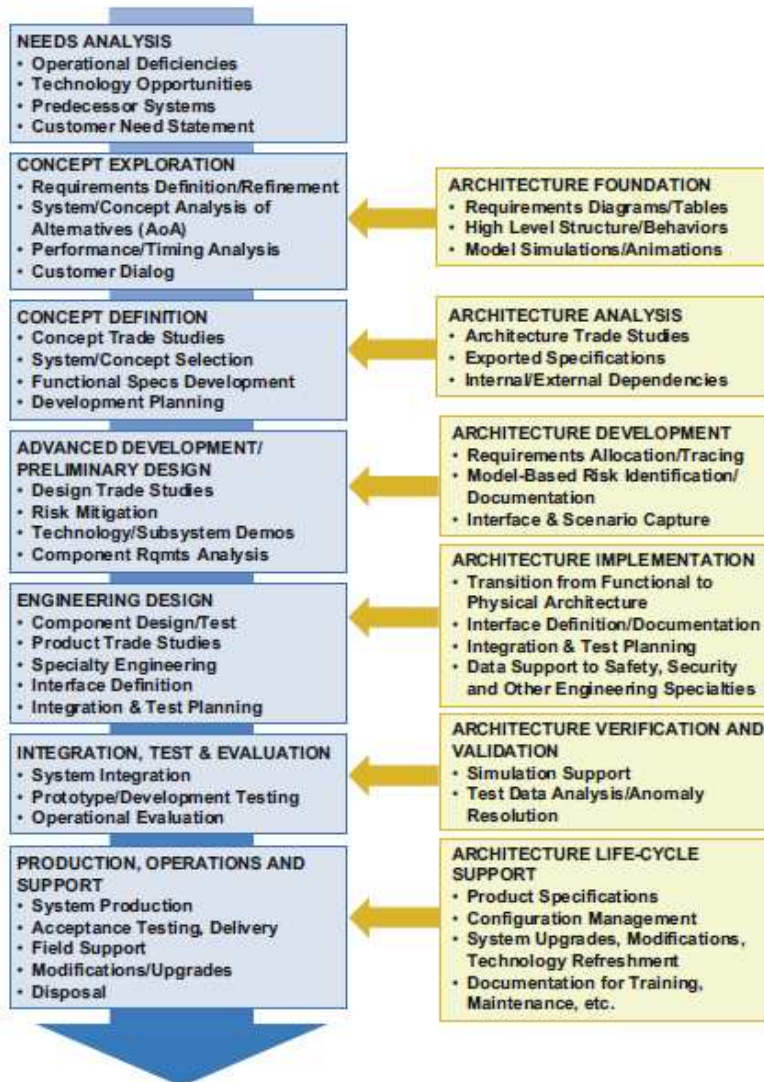 NEEDS ANALYSIS
• Operational Deficiencies
• Technology Opportunities
• Predecessor Systems
• Customer Need Statement
CONCEPT EXPLORATION
• Requirements Definition/Refinement
• System/Concept Analysis of
Alternatives (AoA)
• Performance/Timing Analysis
• Customer Dialog
ARCHITECTURE FOUNDATION
• Requirements Diagrams/Tables
• High Level Structure/Behaviors
• Model Simulations/Animations
CONCEPT DEFINITION
• Concept Trade Studies
• System/Concept Selection
• Functional Specs Development
• Development Planning
ARCHITECTURE ANALYSIS
• Architecture Trade Studies
• Exported Specifications
• Internal/External Dependencies
ADVANCED DEVELOPMENT/
PRELIMINARY DESIGN
• Design Trade Studies
• Risk Mitigation
• Technology/Subsystem Demos
• Component Rqmts Analysis
ARCHITECTURE DEVELOPMENT
• Requirements Allocation/Tracing
• Model-Based Risk Identification/
Documentation
• Interface & Scenario Capture
ENGINEERING DESIGN
• Component Design/Test
• Product Trade Studies
• Specialty Engineering
• Interface Definition
• Integration & Test Planning
ARCHITECTURE IMPLEMENTATION
• Transition from Functional to
Physical Architecture
• Interface Definition/Documentation
• Integration & Test Planning
• Data Support to Safety, Security
and Other Engineering Specialties
INTEGRATION, TEST & EVALUATION
• System Integration
• Prototype/Development Testing
• Operational Evaluation
ARCHITECTURE VERIFICATION AND
VALIDATION
• Simulation Support
• Test Data Analysis/Anomaly
Resolution
PRODUCTION, OPERATIONS AND
SUPPORT
• System Production
• Acceptance Testing, Delivery
• Field Support
• Modifications/Upgrades
• Disposal
ARCHITECTURE LIFE-CYCLE
SUPPORT
• Product Specifications
• Configuration Management
• System Upgrades, Modifications,
Technology Refreshment
• Documentation for Training,
Maintenance, etc.